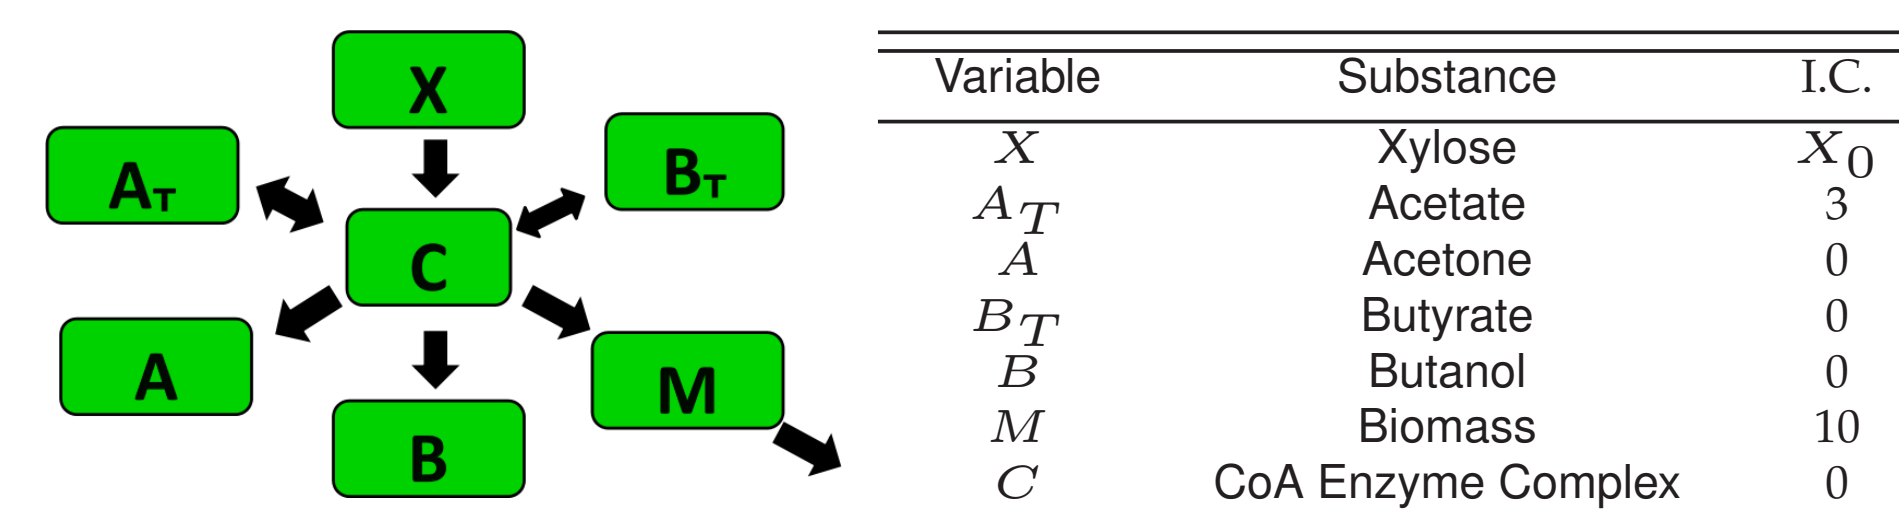 X
A_T
B_T
C
A
M
B
Variable Substance I.C.
X Xylose X_0
A_T Acetate 3
A Acetone 0
B_T Butyrate 0
B Butanol 0
M Biomass 10
C CoA Enzyme Complex 0